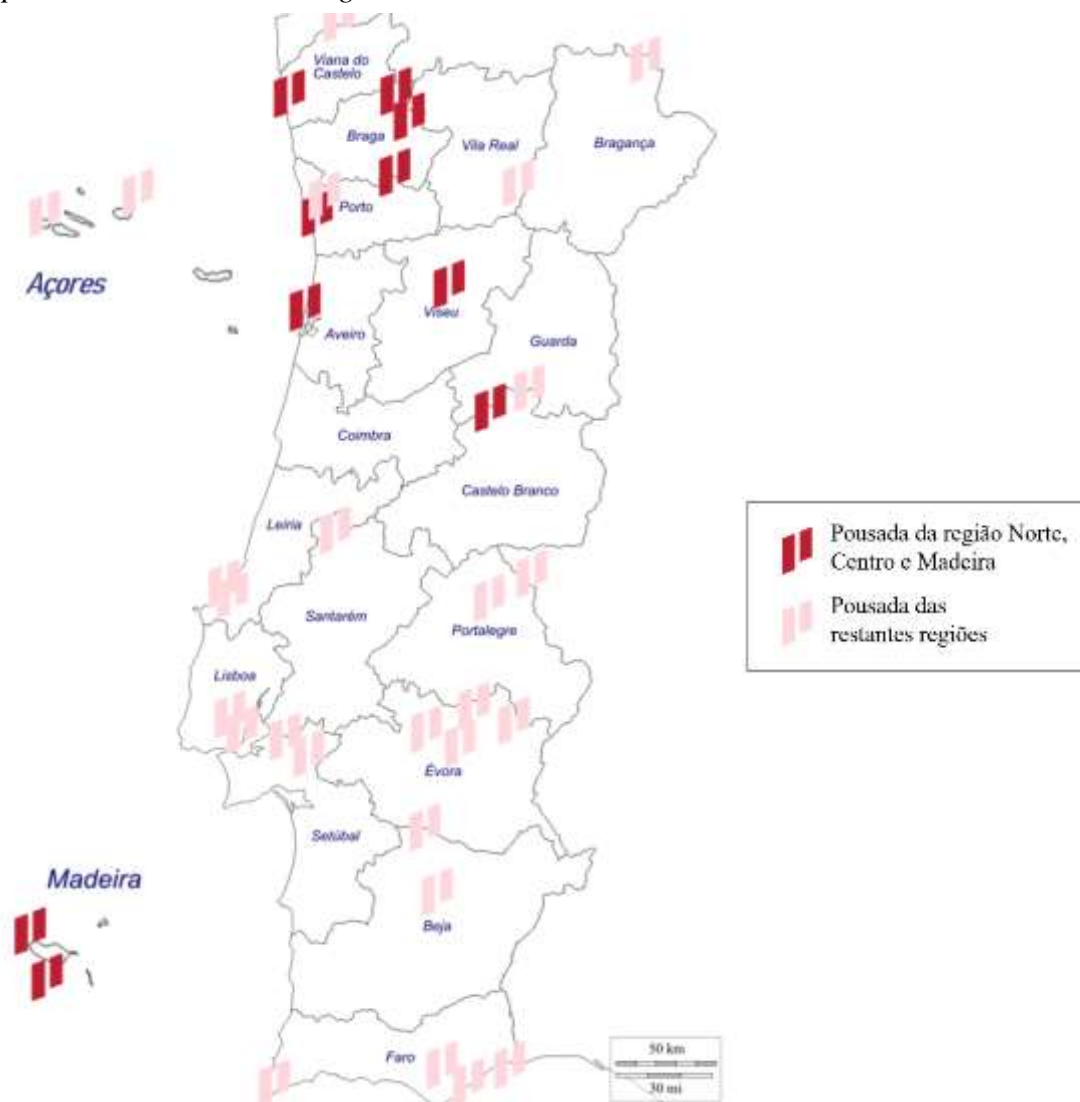 Viana do
Castelo
Braga
Vila Real
Bragança
Porto
Açores
Aveiro
Viseu
Guarda
Coimbra
Castelo Branco
Leiria
Pousada da região Norte,
Centro e Madeira
Pousada das
restantes regiões
Santarém
Portalegre
Lisboa
Évora
Setúbal
Madeira
Beja
Faro
50 km
30 mi